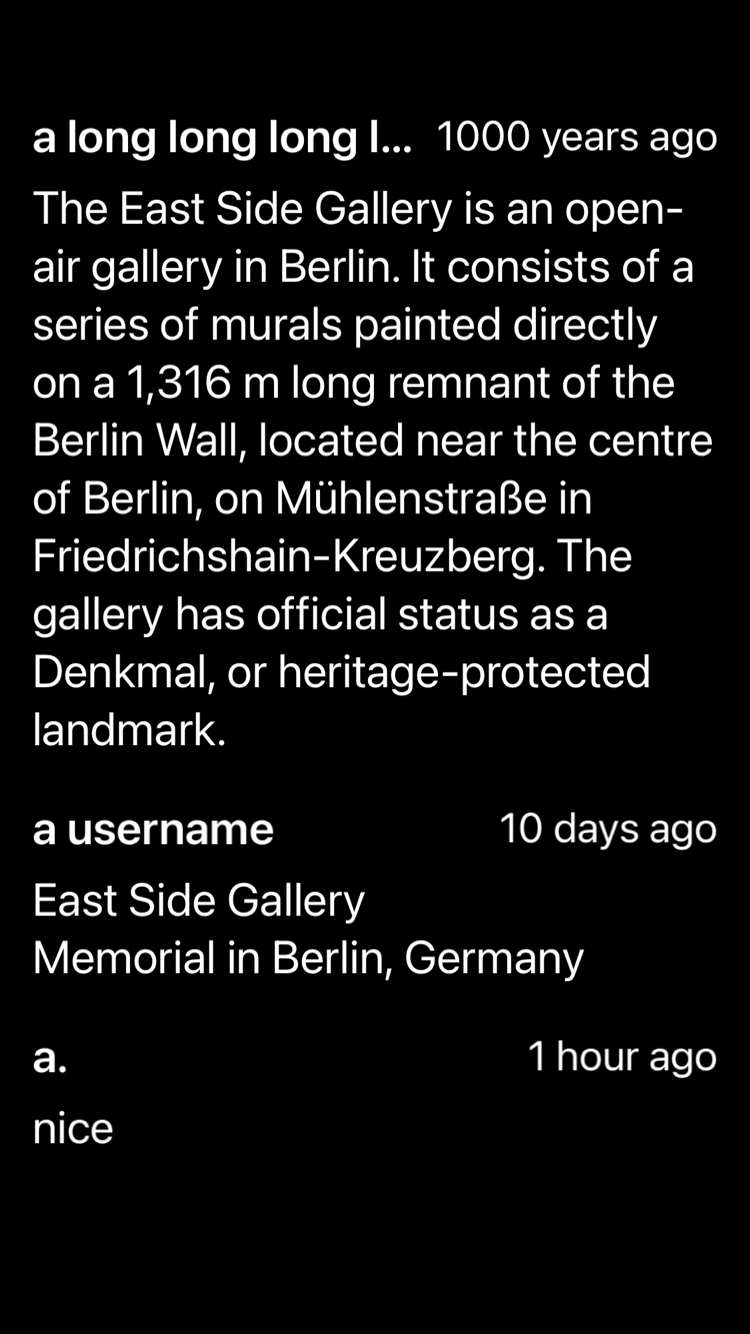 a long long long l... 1000 years ago
The East Side Gallery is an open-
air gallery in Berlin. It consists of a
series of murals painted directly
on a 1,316 m long remnant of the
Berlin Wall, located near the centre
of Berlin, on Mühlenstraße in
Friedrichshain-Kreuzberg. The
gallery has official status as a
Denkmal, or heritage-protected
landmark.
a username 10 days ago
East Side Gallery
Memorial in Berlin, Germany
a. 1 hour ago
nice